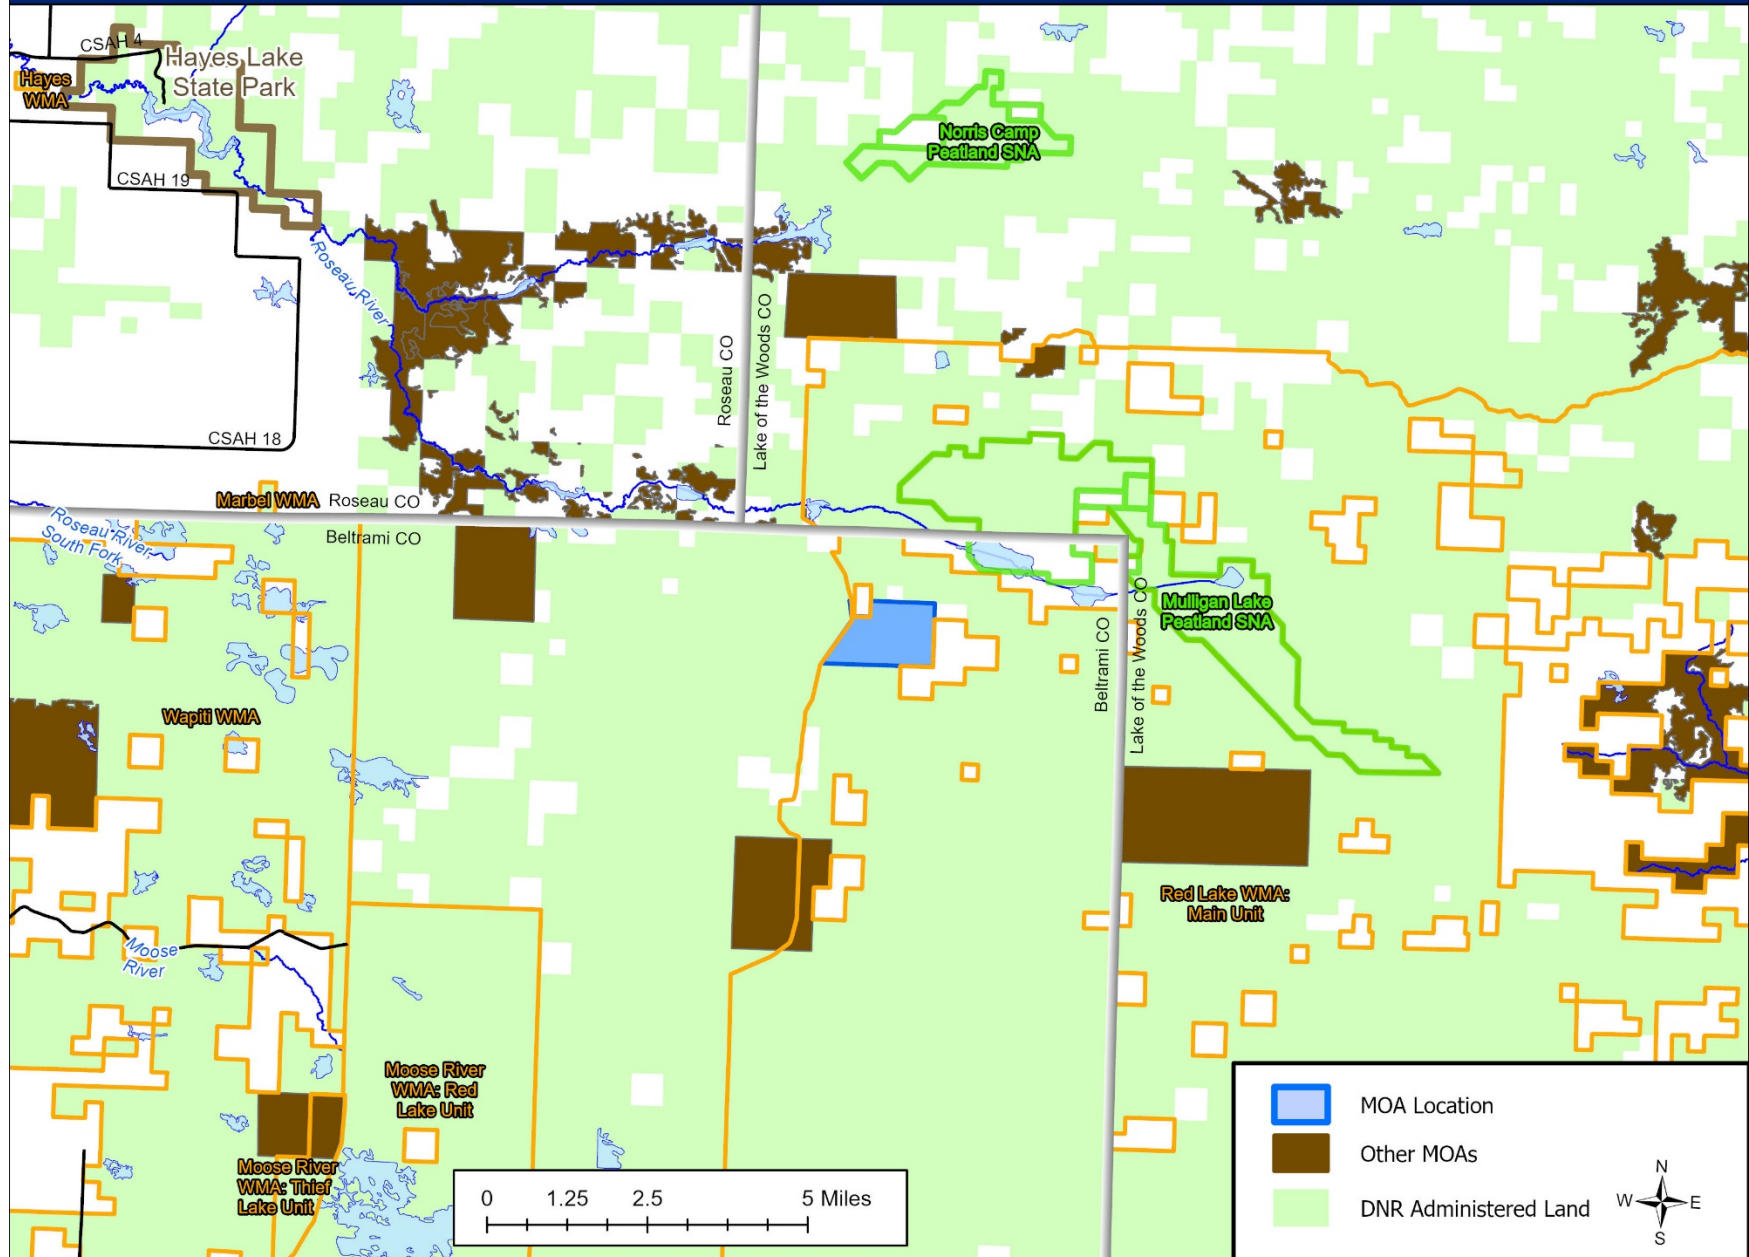 CSAH 4
Hayes Lake
State Park
Hayes
WMA
Norris Camp
Peatland SNA
CSAH 19
Roseau River
Roseau CO
Lake of the Woods CO
CSAH 18
Marbel WMA
Roseau CO
Roseau River
South Fork
Beltrami CO
Mulligan Lake
Peatland SNA
Beltrami CO
Lake of the Woods CO
Wapiti WMA
Red Lake WMA:
Main Unit
Moose
River
Moose River
WMA: Red
Lake Unit
Moose River
WMA: Thief
Lake Unit
0 1.25 2.5 5 Miles
MOA Location
Other MOAs
DNR Administered Land
N
W E
S